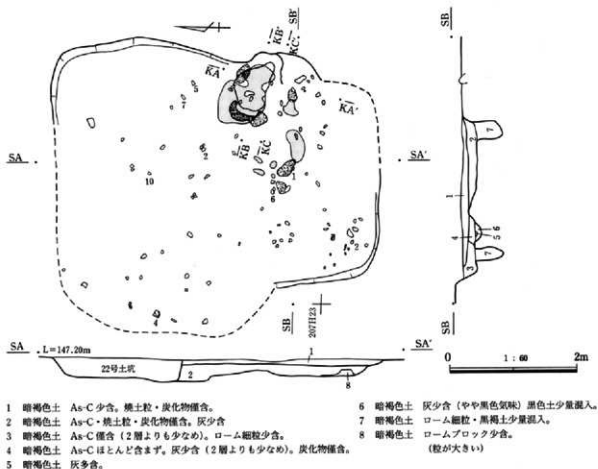 SB'
KB'
KC'
KA
KA'
KB
KC
SA
SA'
2
10
1
6
1 2
4
SB
207H23
SA
L=147.20m
1
SA'
22号土坑
2
8
SB'
7
2
1
6
4
5
7
3
SB
0
1:60
2m
1 暗褐色土 As-C 少含。焼土粒・炭化物僅含。
2 暗褐色土 As-C・焼土粒・炭化物僅含。灰少含
3 暗褐色土 As-C 僅含(2層よりも少なめ)。ローム細粒少含。
4 暗褐色土 As-C ほとんど含まず。灰少含(2層よりも少なめ)。炭化物僅含。
5 暗褐色土 灰多含。
6 暗褐色土 灰少含(やや黒色気味)黒色土少量混入。
7 暗褐色土 ローム細粒・黒褐土少量混入。
8 暗褐色土 ロームブロック少含。
(粒が大きい)